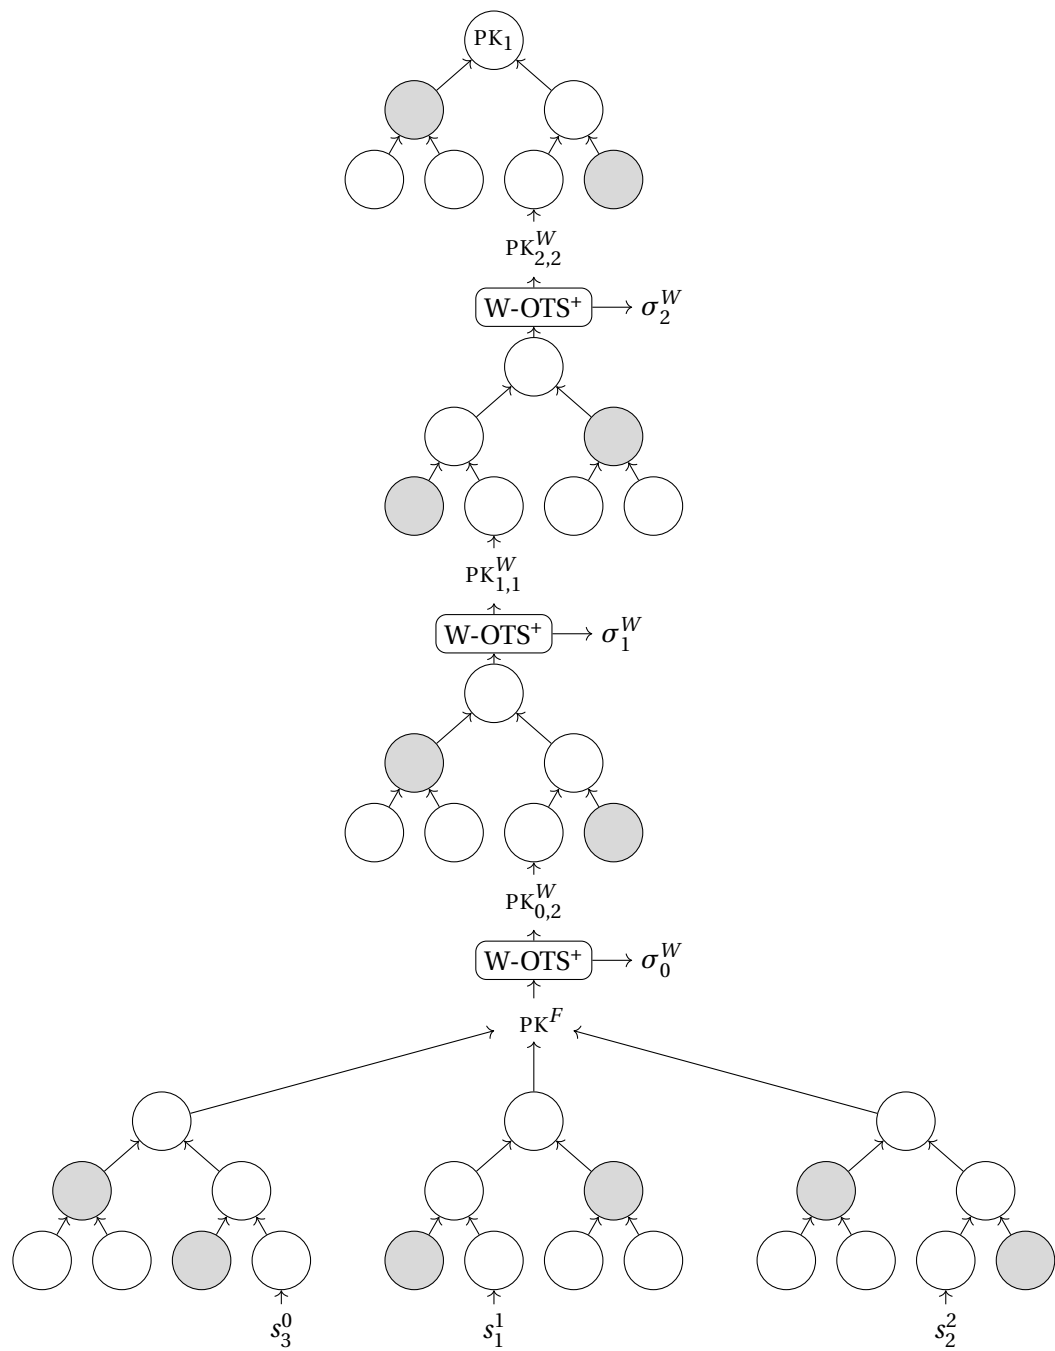 PK₁
PK^W_{2,2}
W-OTS⁺ σ^W_2
PK^W_{1,1}
W-OTS⁺ σ^W_1
PK^W_{0,2}
W-OTS⁺ σ^W_0
PK^F
s^0_3 s^1_1 s^2_2